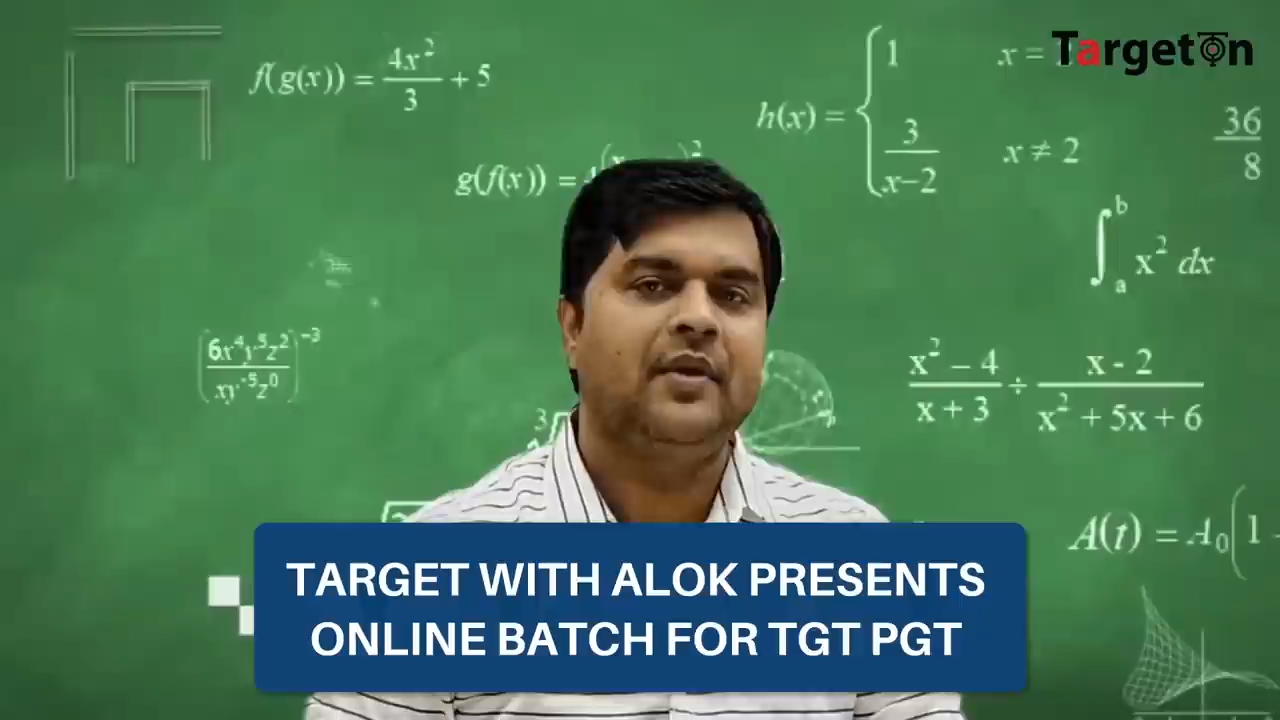 TargetOn
f(g(x)) = 4x²/3 + 5
h(x) = { 1 x =
3/(x–2) x ≠ 2
36/8
g(f(x)) =
∫ₐᵇ x² dx
(6x⁴y⁵z²/xy⁻⁵z⁰)⁻³
(x² – 4)/(x + 3) ÷ (x - 2)/(x² + 5x + 6)
3
A(t) = A₀(1
TARGET WITH ALOK PRESENTS
ONLINE BATCH FOR TGT PGT